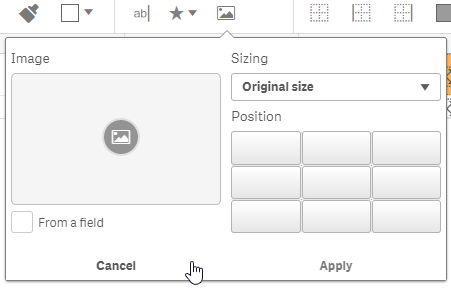 ab|
Image
Sizing
Original size
Position
From a field
Cancel
Apply